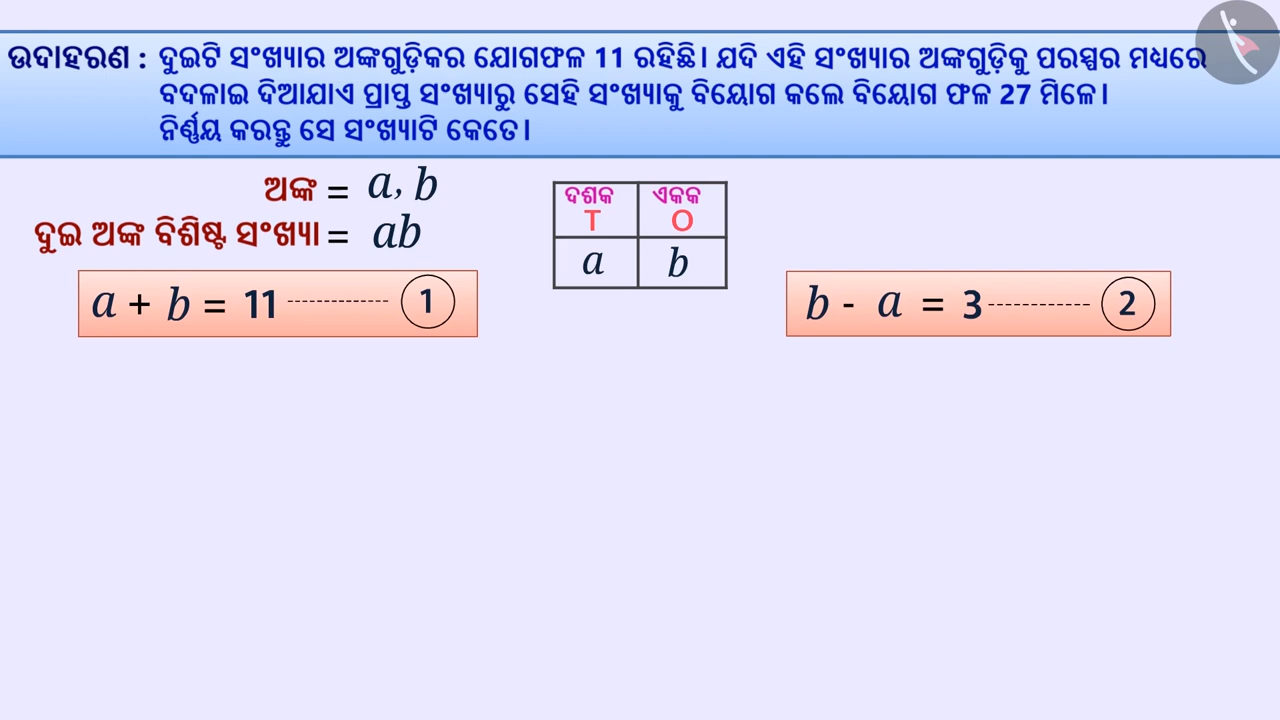 ଉଦାହରଣ : ଦୁଇଟି ସଂଖ୍ୟାର ଅଙ୍କଗୁଡ଼ିକର ଯୋଗଫଳ 11 ରହିଛି। ଯଦି ଏହି ସଂଖ୍ୟାର ଅଙ୍କଗୁଡ଼ିକୁ ପରସ୍ପର ମଧ୍ୟରେ
ବଦଳାଇ ଦିଆଯାଏ ପ୍ରାପ୍ତ ସଂଖ୍ୟାରୁ ସେହି ସଂଖ୍ୟାକୁ ବିୟୋଗ କଲେ ବିୟୋଗ ଫଳ 27 ମିଳେ।
ନିର୍ଣ୍ଣୟ କରନ୍ତୁ ସେ ସଂଖ୍ୟାଟି କେତେ।
ଅଙ୍କ = a, b
ଦୁଇ ଅଙ୍କ ବିଶିଷ୍ଟ ସଂଖ୍ୟା = ab
ଦଶକ ଏକକ
T O
a b
a + b = 11 -------------- 1
b - a = 3 ------------ 2